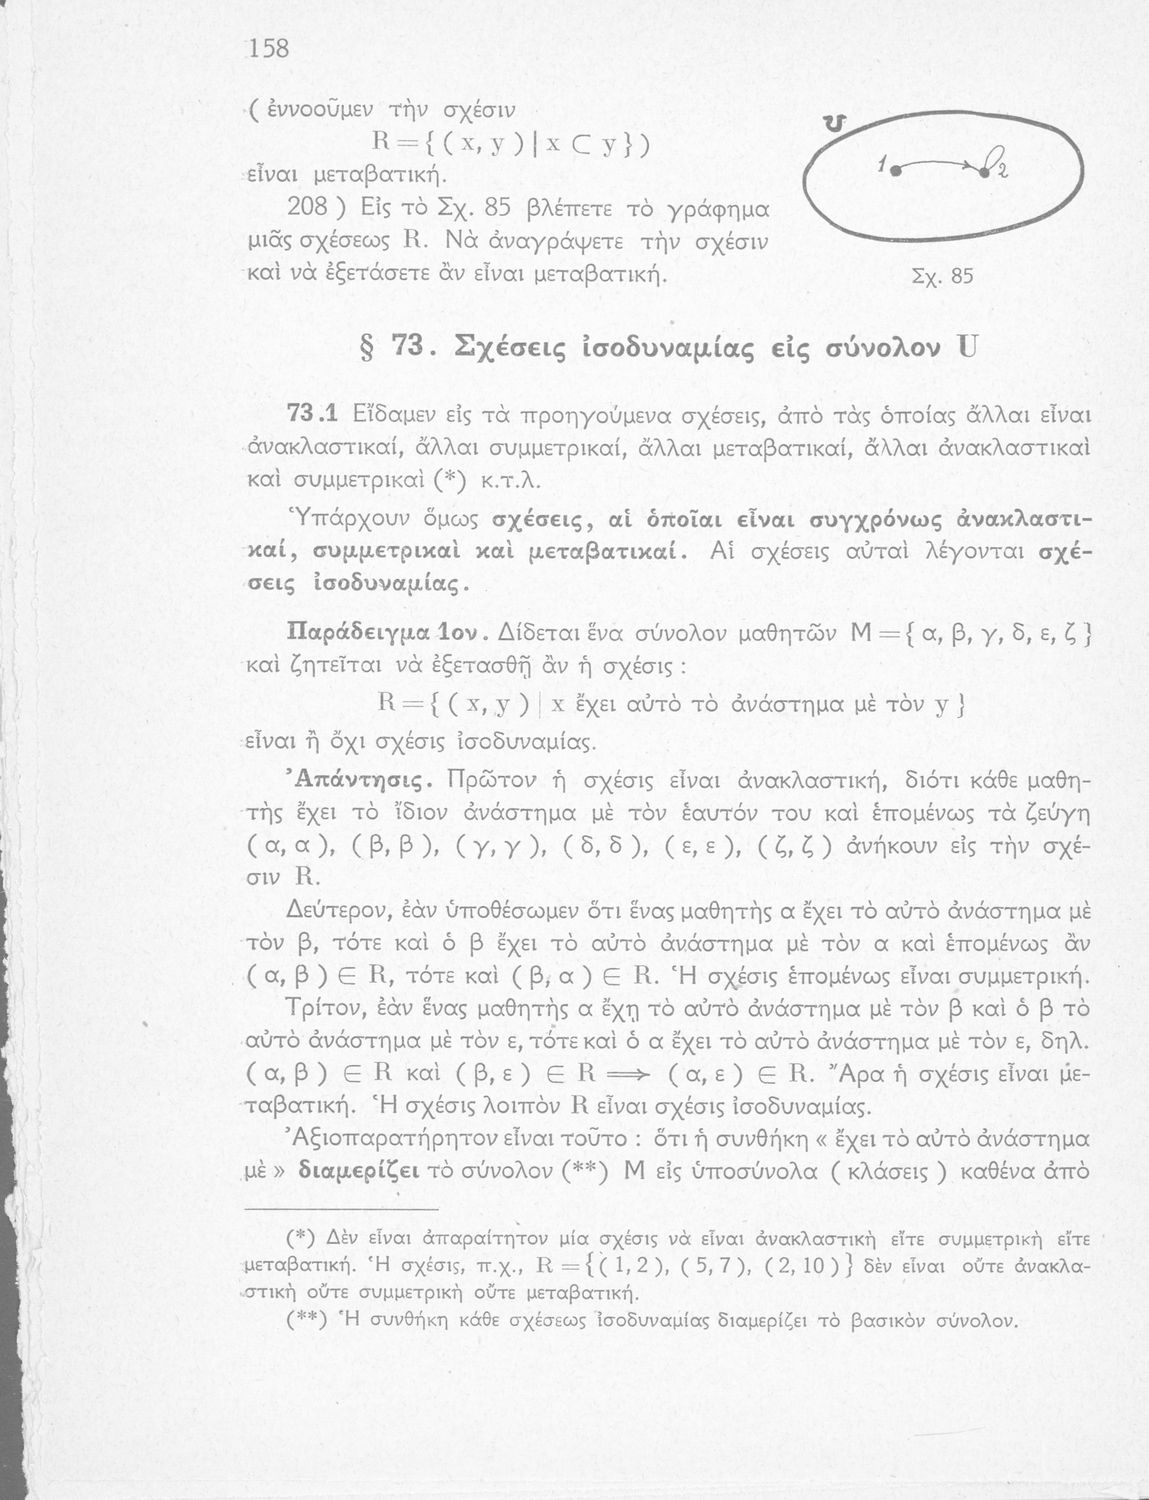 158
( ἐννοοῦμεν τὴν σχέσιν
R = { ( x, y ) | x ⊂ y } )
εἶναι μεταβατική.
208 ) Εἰς τὸ Σχ. 85 βλέπετε τὸ γράφημα
μιᾶς σχέσεως R. Νὰ ἀναγράψετε τὴν σχέσιν
καὶ νὰ ἐξετάσετε ἂν εἶναι μεταβατική.
U
1
2
Σχ. 85
§ 73. Σχέσεις ἰσοδυναμίας εἰς σύνολον U
73.1 Εἴδαμεν εἰς τὰ προηγούμενα σχέσεις, ἀπὸ τὰς ὁποίας ἄλλαι εἶναι
ἀνακλαστικαί, ἄλλαι συμμετρικαί, ἄλλαι μεταβατικαί, ἄλλαι ἀνακλαστικαὶ
καὶ συμμετρικαὶ (*) κ.τ.λ.
Ὑπάρχουν ὅμως σχέσεις, αἱ ὁποῖαι εἶναι συγχρόνως ἀνακλαστι-
καί, συμμετρικαὶ καὶ μεταβατικαί. Αἱ σχέσεις αὐταὶ λέγονται σχέ-
σεις ἰσοδυναμίας.
Παράδειγμα 1ον. Δίδεται ἕνα σύνολον μαθητῶν Μ = { α, β, γ, δ, ε, ζ }
καὶ ζητεῖται νὰ ἐξετασθῇ ἂν ἡ σχέσις :
R = { ( x, y ) | x ἔχει αὐτὸ τὸ ἀνάστημα μὲ τὸν y }
εἶναι ἢ ὄχι σχέσις ἰσοδυναμίας.
Ἀπάντησις. Πρῶτον ἡ σχέσις εἶναι ἀνακλαστική, διότι κάθε μαθη-
τὴς ἔχει τὸ ἴδιον ἀνάστημα μὲ τὸν ἑαυτόν του καὶ ἑπομένως τὰ ζεύγη
( α, α ), ( β, β ), ( γ, γ ), ( δ, δ ), ( ε, ε ), ( ζ, ζ ) ἀνήκουν εἰς τὴν σχέ-
σιν R.
Δεύτερον, ἐὰν ὑποθέσωμεν ὅτι ἕνας μαθητὴς α ἔχει τὸ αὐτὸ ἀνάστημα μὲ
τὸν β, τότε καὶ ὁ β ἔχει τὸ αὐτὸ ἀνάστημα μὲ τὸν α καὶ ἑπομένως ἂν
( α, β ) ∈ R, τότε καὶ ( β, α ) ∈ R. Ἡ σχέσις ἑπομένως εἶναι συμμετρική.
Τρίτον, ἐὰν ἕνας μαθητὴς α ἔχῃ τὸ αὐτὸ ἀνάστημα μὲ τὸν β καὶ ὁ β τὸ
αὐτὸ ἀνάστημα μὲ τὸν ε, τότε καὶ ὁ α ἔχει τὸ αὐτὸ ἀνάστημα μὲ τὸν ε, δηλ.
( α, β ) ∈ R καὶ ( β, ε ) ∈ R ⟹ ( α, ε ) ∈ R. Ἄρα ἡ σχέσις εἶναι με-
ταβατική. Ἡ σχέσις λοιπὸν R εἶναι σχέσις ἰσοδυναμίας.
Ἀξιοπαρατήρητον εἶναι τοῦτο : ὅτι ἡ συνθήκη « ἔχει τὸ αὐτὸ ἀνάστημα
μὲ » διαμερίζει τὸ σύνολον (**) Μ εἰς ὑποσύνολα ( κλάσεις ) καθένα ἀπὸ
(*) Δὲν εἶναι ἀπαραίτητον μία σχέσις νὰ εἶναι ἀνακλαστικὴ εἴτε συμμετρικὴ εἴτε
μεταβατική. Ἡ σχέσις, π.χ., R = { ( 1, 2 ), ( 5, 7 ), ( 2, 10 ) } δὲν εἶναι οὔτε ἀνακλα-
στικὴ οὔτε συμμετρικὴ οὔτε μεταβατική.
(**) Ἡ συνθήκη κάθε σχέσεως ἰσοδυναμίας διαμερίζει τὸ βασικὸν σύνολον.